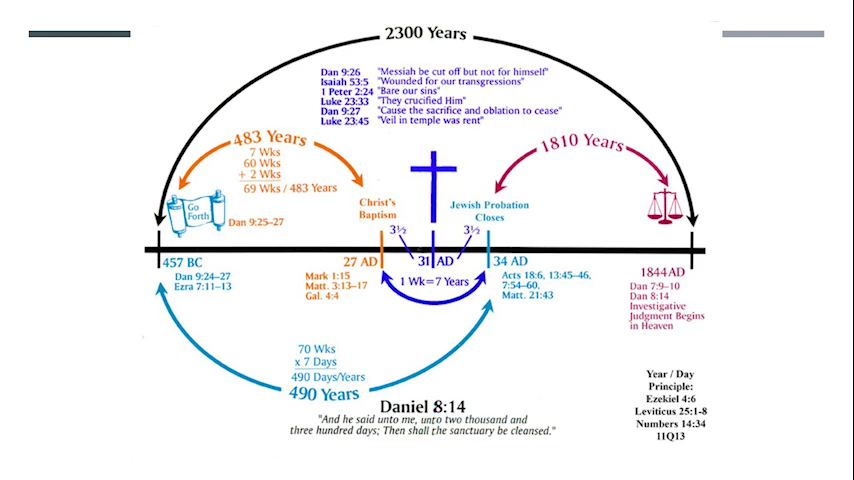 2300 Years
Dan 9:26 "Messiah be cut off but not for himself"
Isaiah 53:5 "Wounded for our transgressions"
1 Peter 2:24 "Bare our sins"
Luke 23:33 "They crucified Him"
Dan 9:27 "Cause the sacrifice and oblation to cease"
Luke 23:45 "Veil in temple was rent"
483 Years
7 Wks
60 Wks
+ 2 Wks
69 Wks / 483 Years
1810 Years
Go
Forth
Dan 9:25–27
Christ's
Baptism
Jewish Probation
Closes
3½
3½
457 BC
27 AD
31 AD
34 AD
1844 AD
Dan 9:24–27
Ezra 7:11–13
Mark 1:15
Matt. 3:13–17
Gal. 4:4
1 Wk=7 Years
Acts 18:6, 13:45–46,
7:54–60,
Matt. 21:43
Dan 7:9–10
Dan 8:14
Investigative
Judgment Begins
in Heaven
70 Wks
x 7 Days
490 Days/Years
490 Years
Daniel 8:14
"And he said unto me, unto two thousand and
three hundred days; Then shall the sanctuary be cleansed."
Year / Day
Principle:
Ezekiel 4:6
Leviticus 25:1-8
Numbers 14:34
11Q13